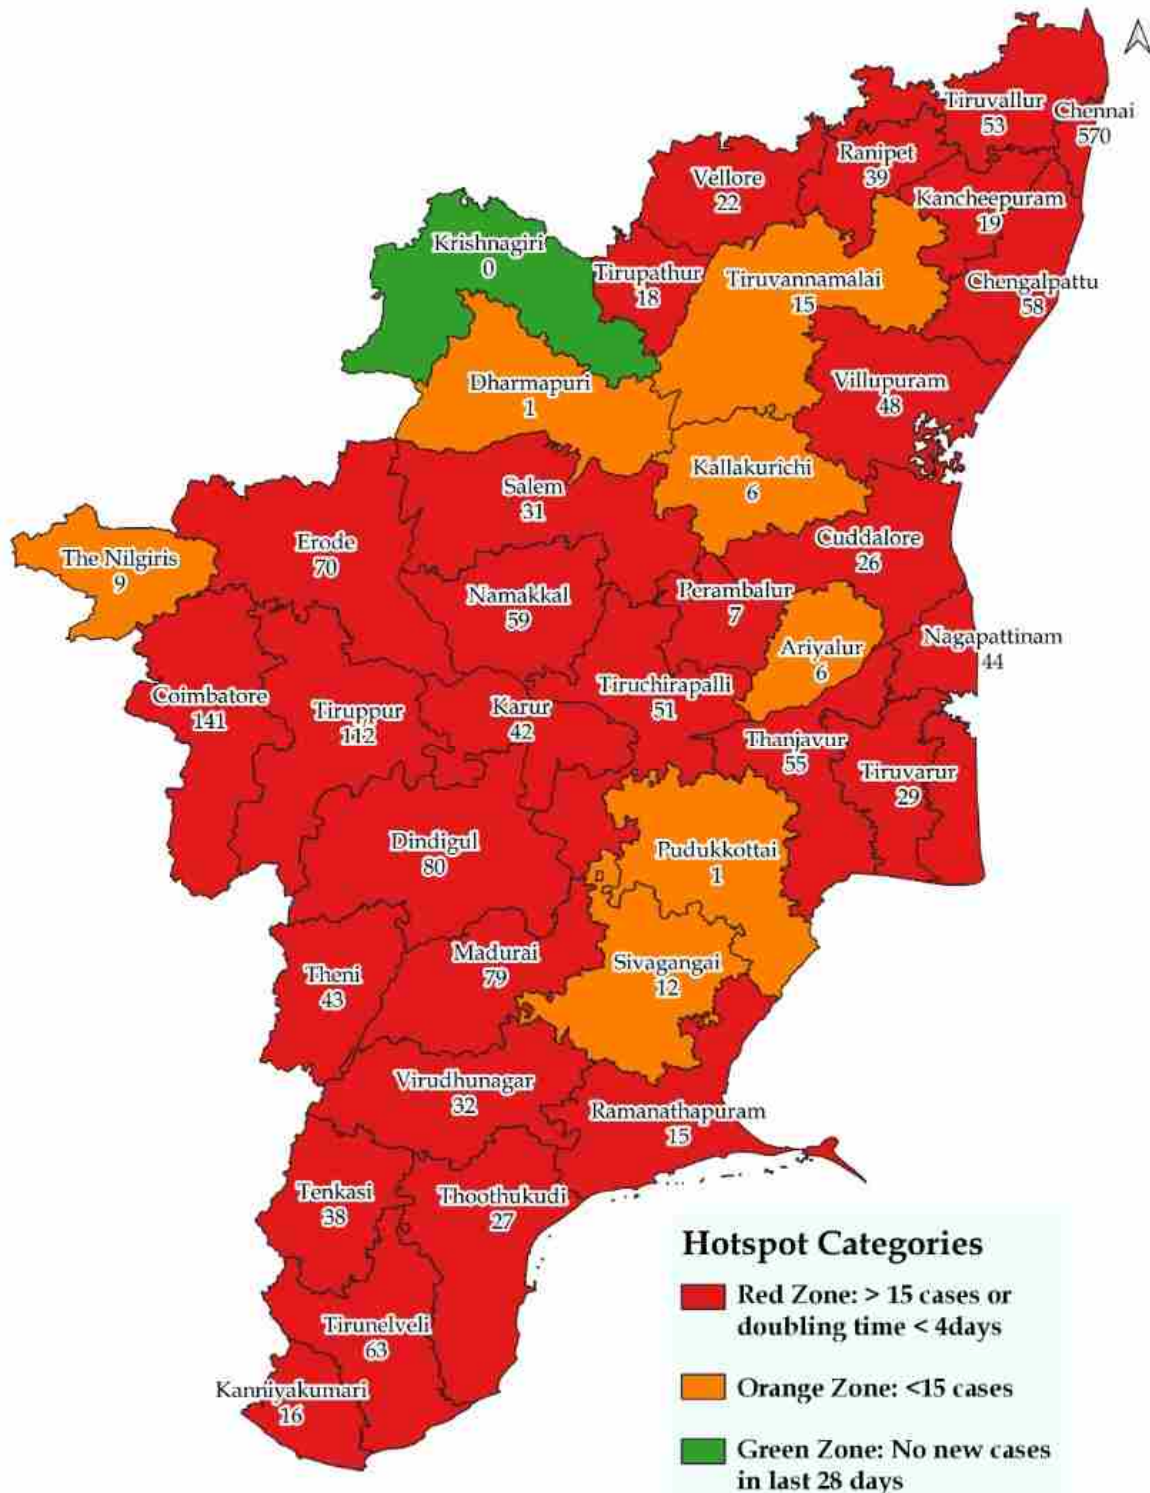 Tiruvallur
53
Chennai
570
Ranipet
39
Vellore
22
Kancheepuram
19
Krishnagiri
0
Tirupathur
18
Tiruvannamalai
15
Chengalpattu
58
Dharmapuri
1
Villupuram
48
Kallakurichi
6
Salem
31
Cuddalore
26
Erode
70
The Nilgiris
9
Namakkal
59
Perambalur
7
Ariyalur
6
Nagapattinam
44
Tiruchirapalli
51
Coimbatore
141
Tiruppur
112
Karur
42
Thanjavur
55
Tiruvarur
29
Dindigul
80
Pudukkottai
1
Madurai
79
Sivagangai
12
Theni
43
Virudhunagar
32
Ramanathapuram
15
Tenkasi
38
Thoothukudi
27
Tirunelveli
63
Kanniyakumari
16
Hotspot Categories
Red Zone: > 15 cases or
doubling time < 4days
Orange Zone: <15 cases
Green Zone: No new cases
in last 28 days